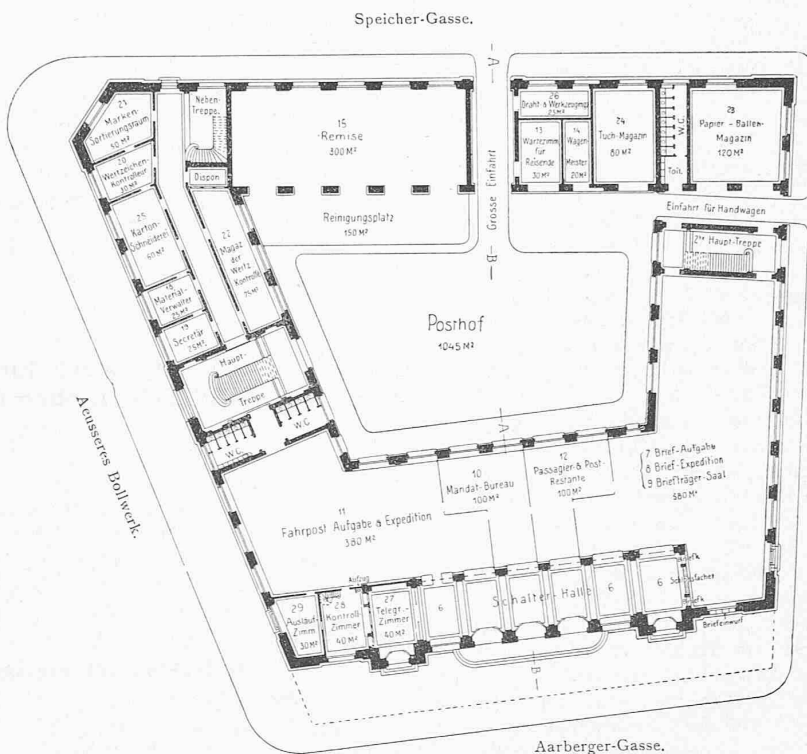 Speicher-Gasse.
A
21
Marken-
Sortierungsraum
50 M²
Neben-
Treppe.
15
Remise
300 M²
26
Draht- & Werkzeugmag
25 M²
13
Wartezimm
für
Reisende
30 M²
14
Wagen-
Meister
20 M²
24
Tuch-Magazin
80 M²
W.C.
Toil.
23
Papier-Ballen-
Magazin
120 M²
20
Wertzeichen-
Kontrolleur
30 M²
Dispon.
Grosse Einfahrt
Einfahrt für Handwagen
25
Karton-
Schneiderei
60 M²
22
Magaz
der
Wertz
Kontrolle
75 M²
Reinigungsplatz
150 M²
B
2te Haupt-Treppe
Material-
Verwalter
25 M²
19
Secretär
25 M²
Posthof
1045 M²
Haupt-
Treppe
W.C.
W.C.
A
10
Mandat-Bureau
100 M²
12
Passagier & Post-
Restante
100 M²
7 Brief-Aufgabe
8 Brief-Expedition
9 Briefträger-Saal
580 M²
11
Fahrpost Aufgabe & Expedition
380 M²
Aeusseres Bollwerk.
Aufzug
29
Auslauf-
Zimm
30 M²
28
Kontroll-
Zimmer
40 M²
27
Telegr.-
Zimmer
40 M²
6
Schalter-Halle
6
6
Briefk.
Schlossfächer
Briefk.
Briefeinwurf
B
Aarberger-Gasse.